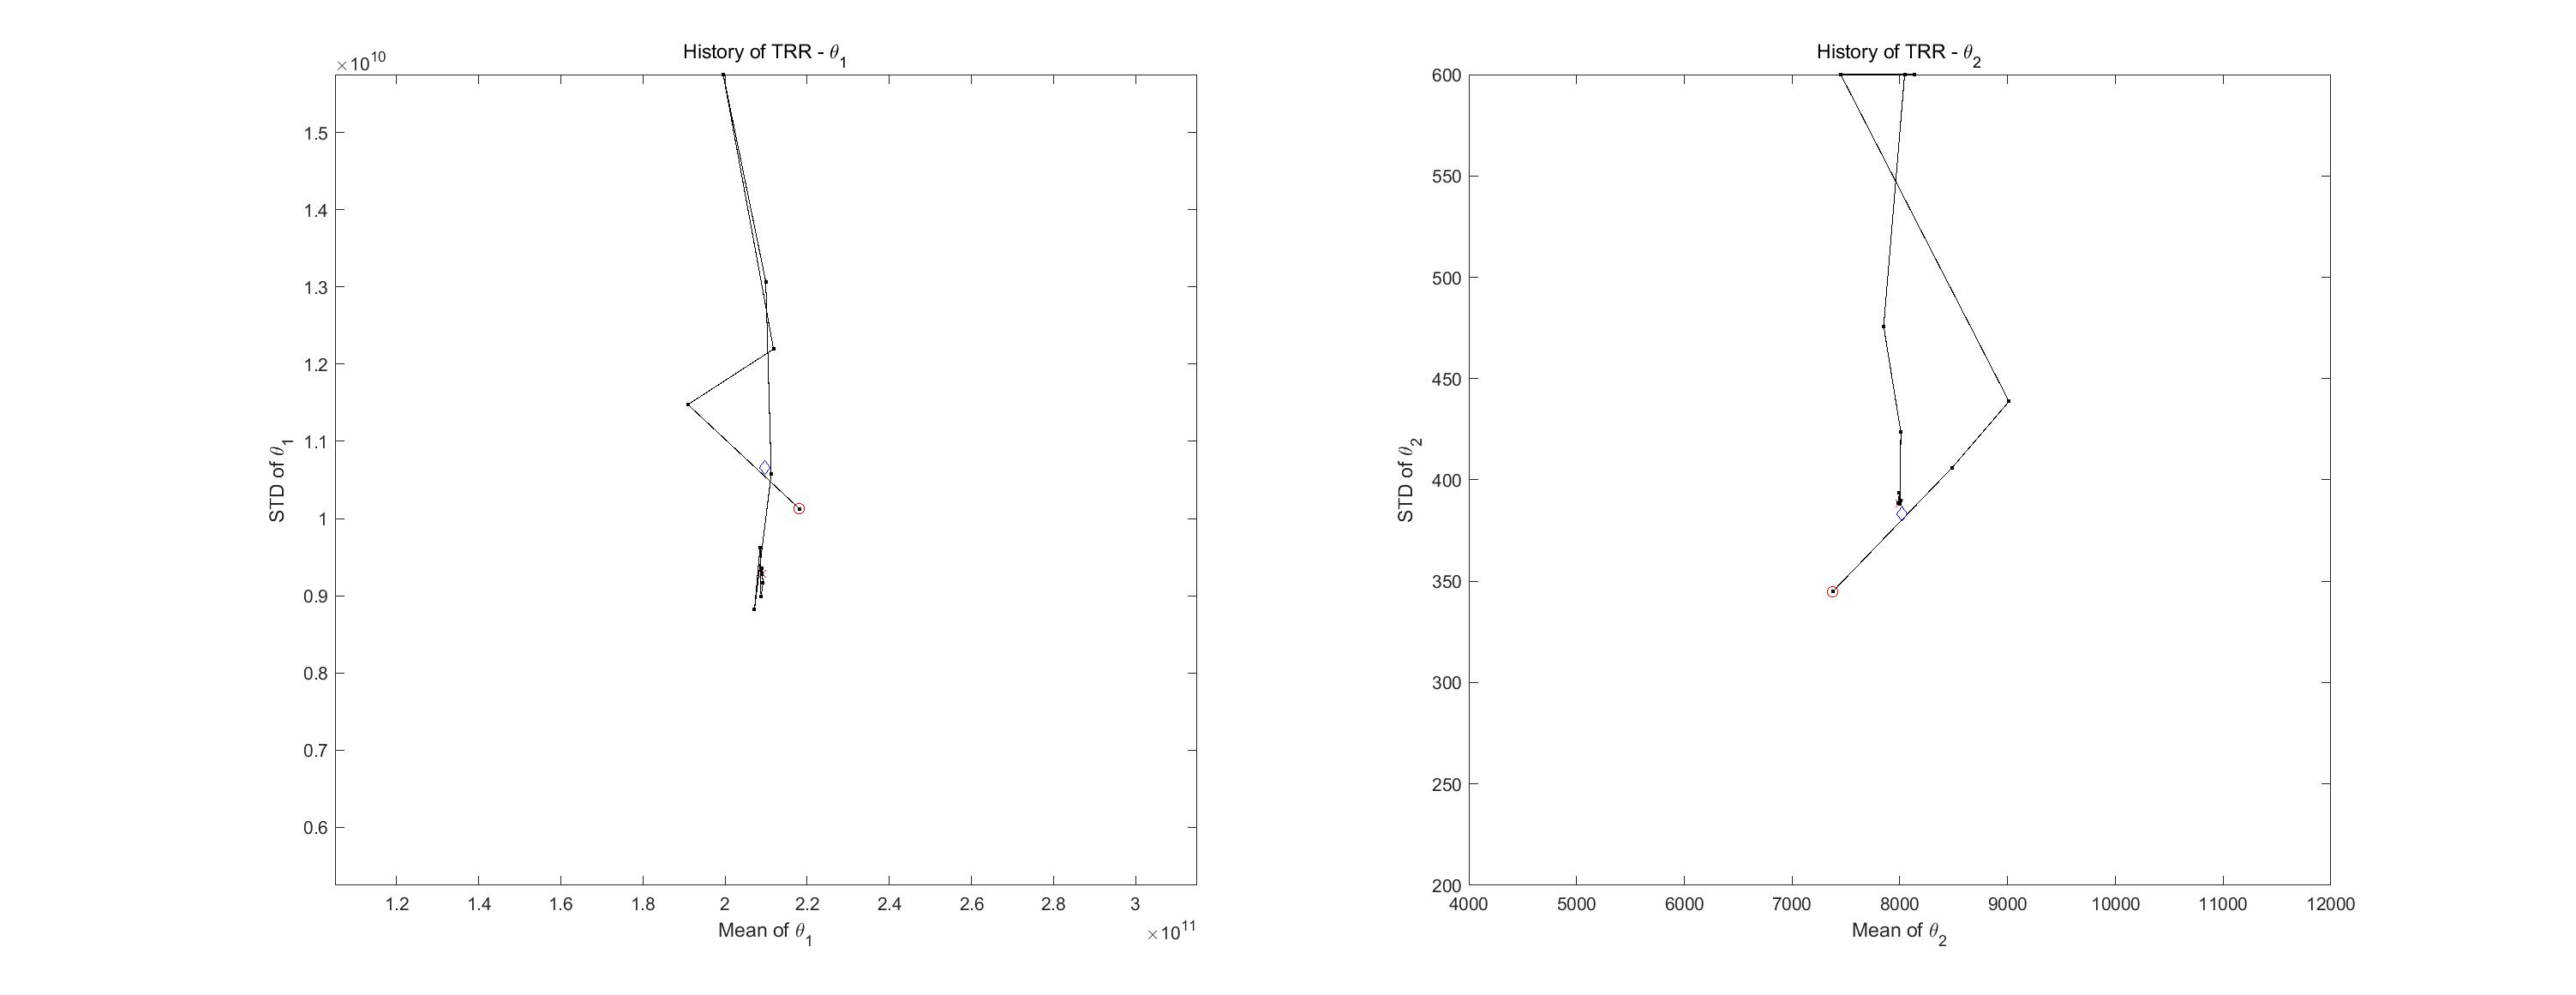 History of TRR - θ1
×10^10
1.5
1.4
1.3
1.2
1.1
1
0.9
0.8
0.7
0.6
STD of θ1
1.2 1.4 1.6 1.8 2 2.2 2.4 2.6 2.8 3
Mean of θ1
×10^11
History of TRR - θ2
600
550
500
450
400
350
300
250
200
STD of θ2
4000 5000 6000 7000 8000 9000 10000 11000 12000
Mean of θ2